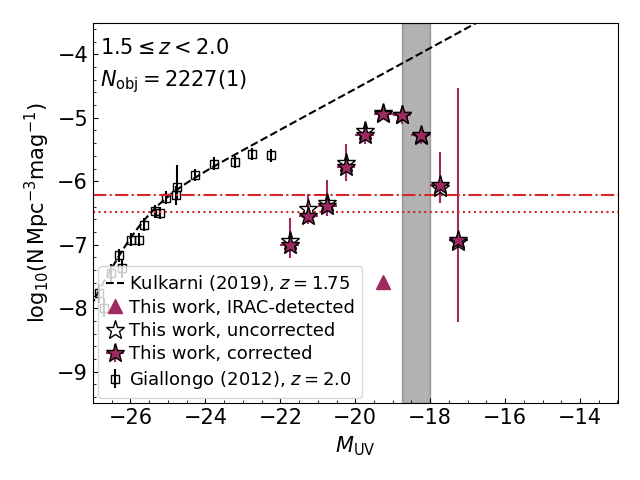 1.5 ≤ z < 2.0
N_obj = 2227(1)
log₁₀(N Mpc⁻³mag⁻¹)
−4
−5
−6
−7
−8
−9
Kulkarni (2019), z = 1.75
This work, IRAC-detected
This work, uncorrected
This work, corrected
Giallongo (2012), z = 2.0
−26 −24 −22 −20 −18 −16 −14
M_UV